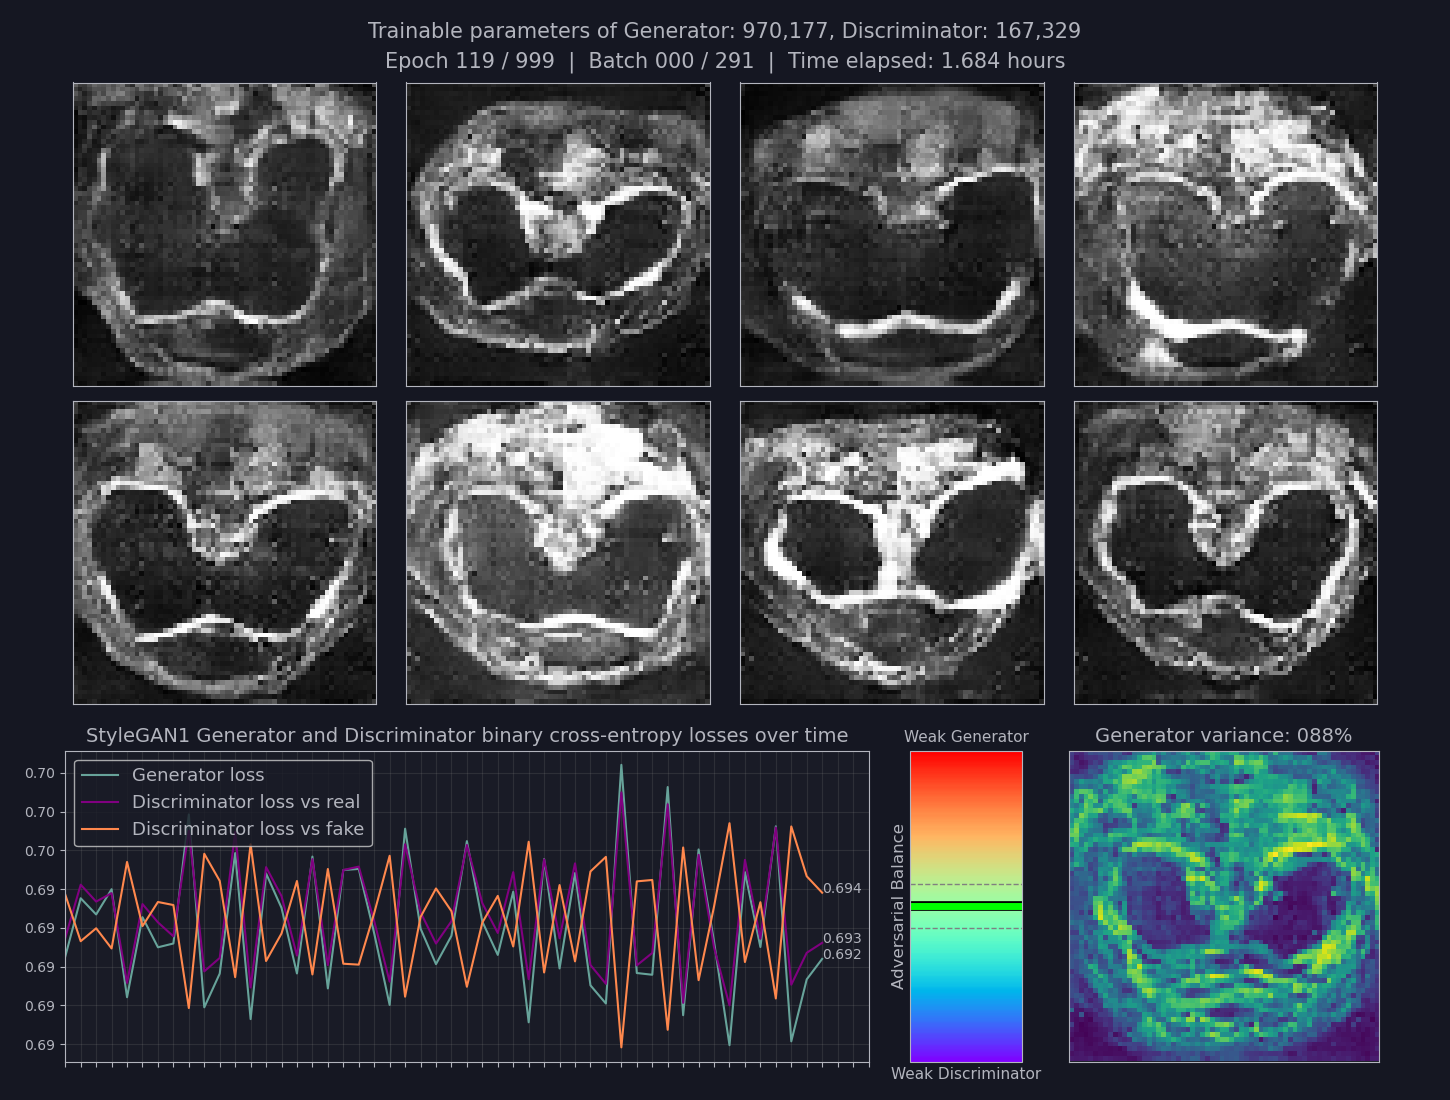 Trainable parameters of Generator: 970,177, Discriminator: 167,329
Epoch 119 / 999 | Batch 000 / 291 | Time elapsed: 1.684 hours
StyleGAN1 Generator and Discriminator binary cross-entropy losses over time
0.70
0.70
0.70
0.69
0.69
0.69
0.69
0.69
Generator loss
Discriminator loss vs real
Discriminator loss vs fake
0.694
0.693
0.692
Weak Generator
Adversarial Balance
Weak Discriminator
Generator variance: 088%